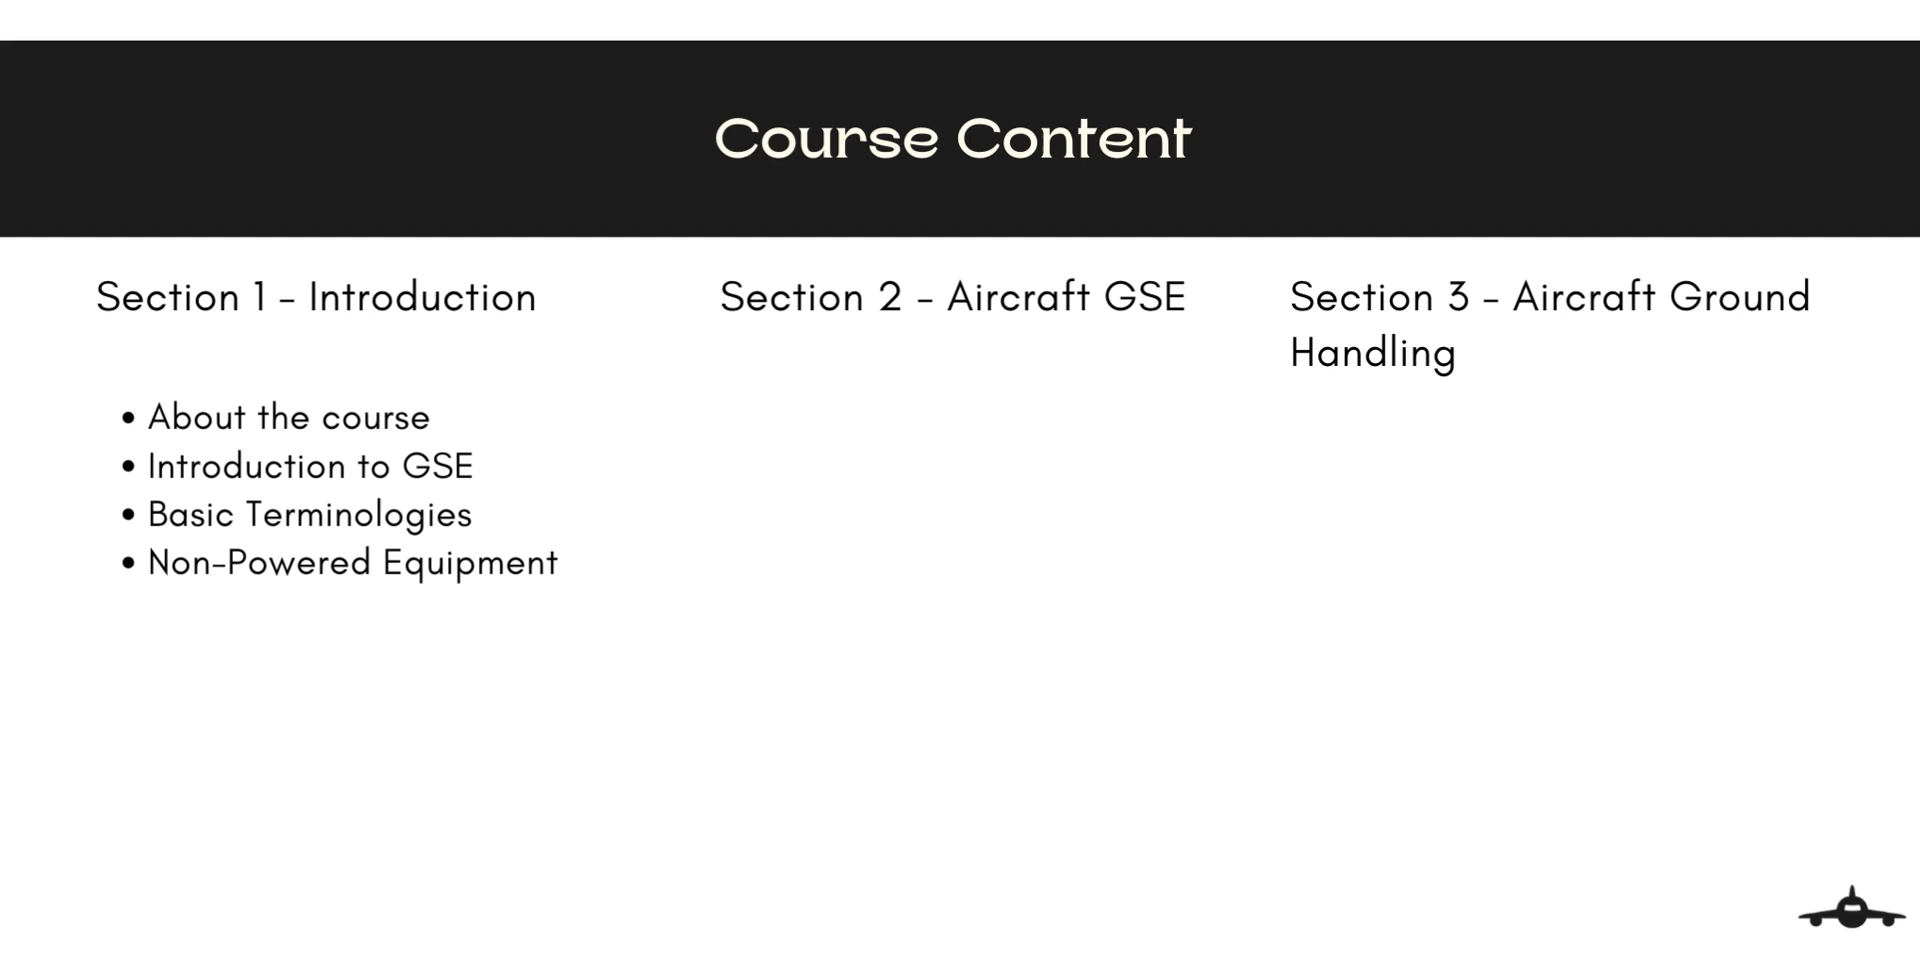 Course Content
Section 1 - Introduction
• About the course
• Introduction to GSE
• Basic Terminologies
• Non-Powered Equipment
Section 2 - Aircraft GSE
Section 3 - Aircraft Ground
Handling